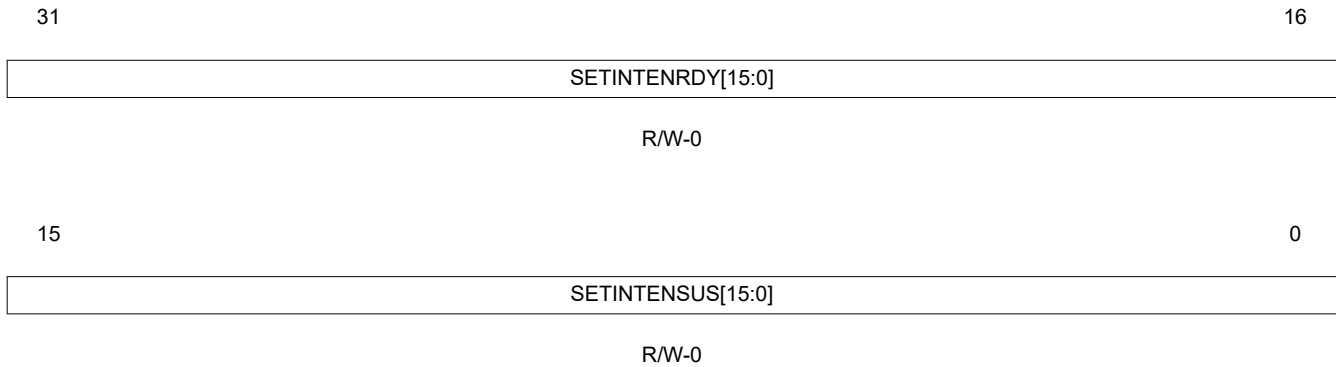 31 16
SETINTENRDY[15:0]
R/W-0
15 0
SETINTENSUS[15:0]
R/W-0